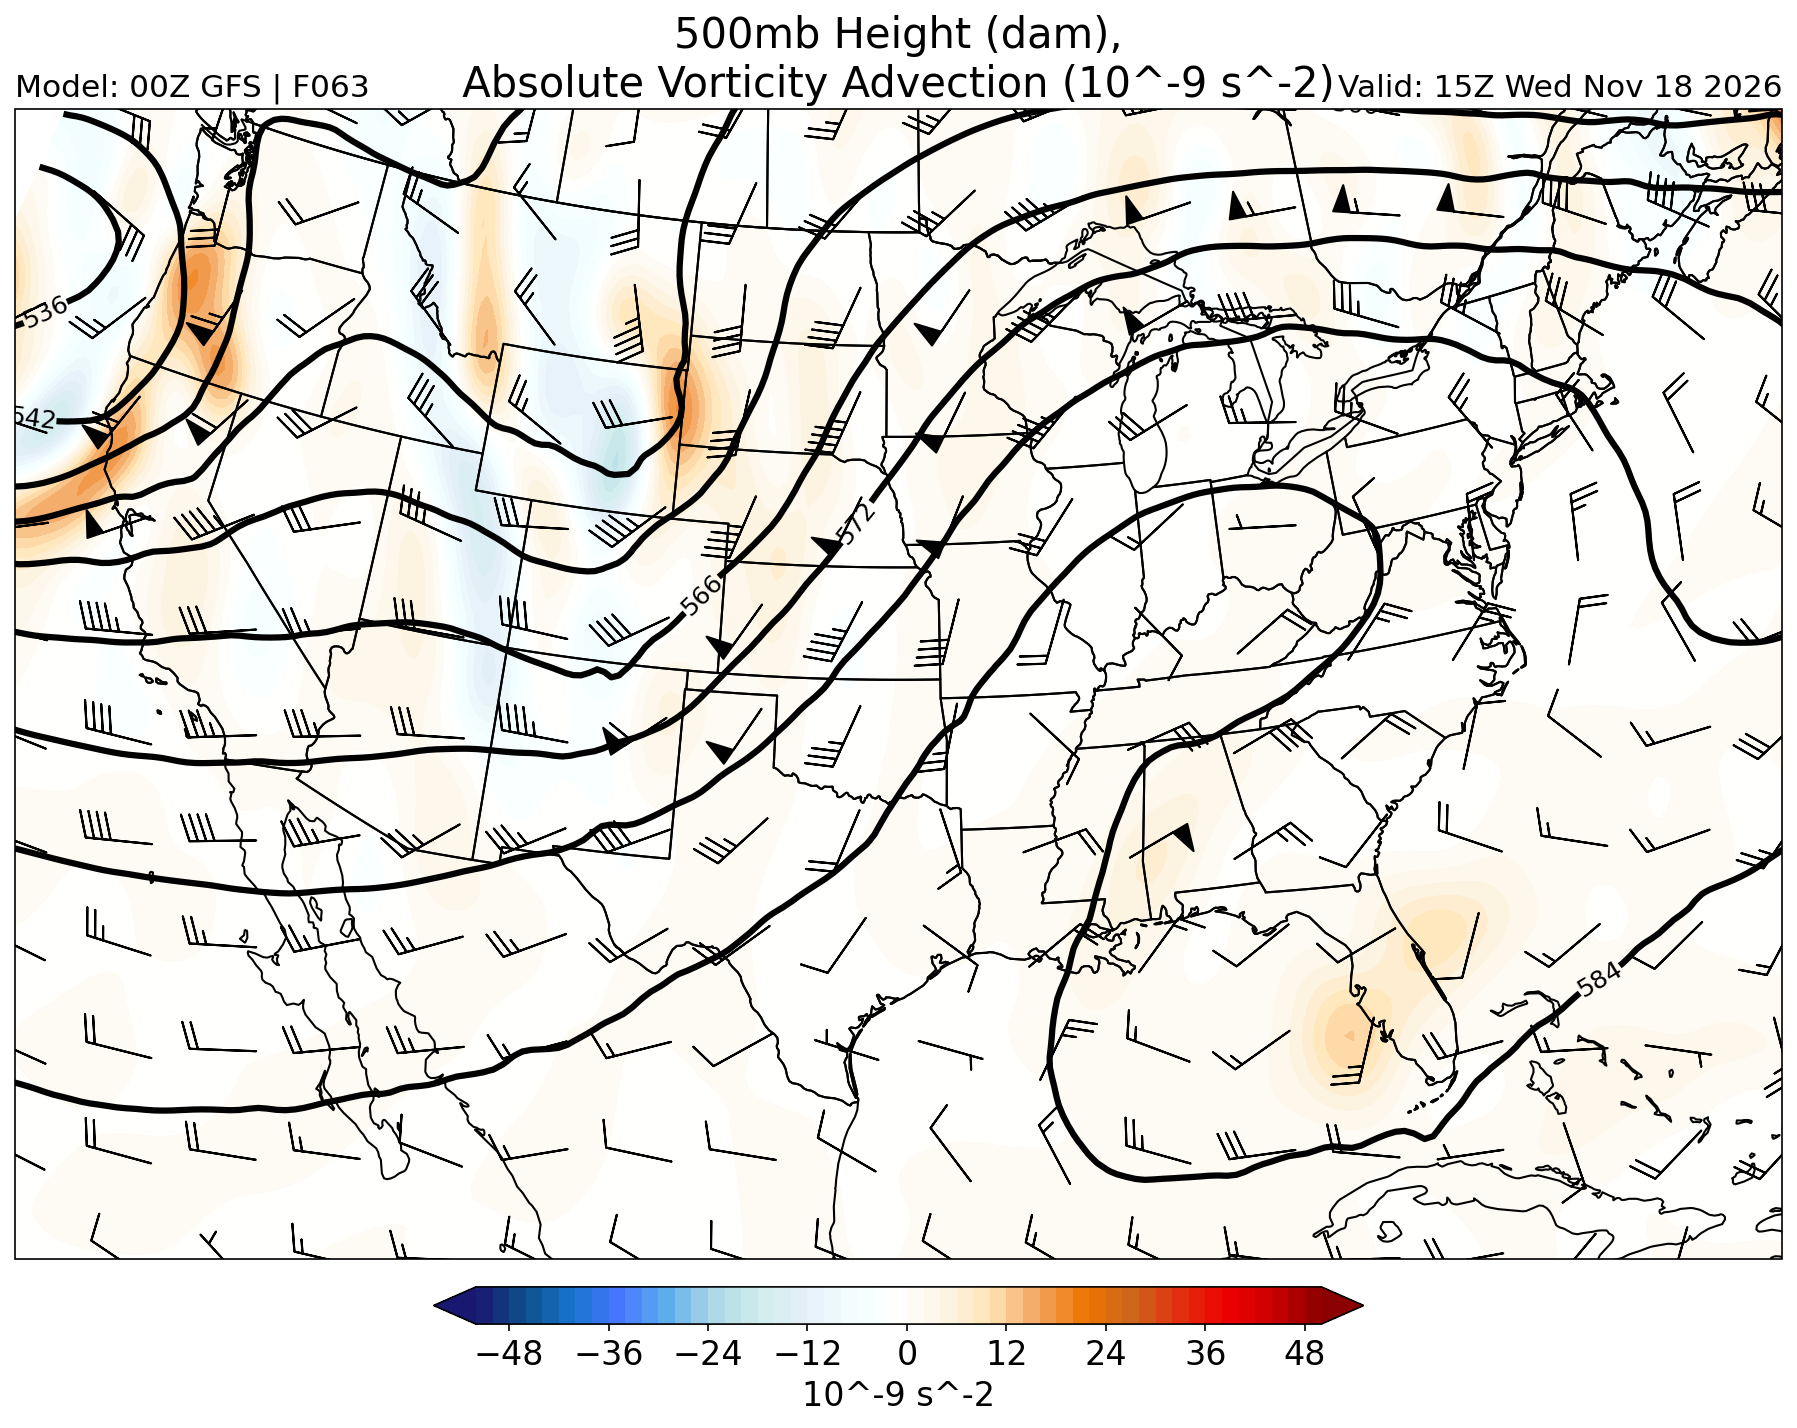 500mb Height (dam),
Model: 00Z GFS | F063
Absolute Vorticity Advection (10^-9 s^-2)
Valid: 15Z Wed Nov 18 2026
536
542
572
566
584
−48 −36 −24 −12 0 12 24 36 48
10^-9 s^-2